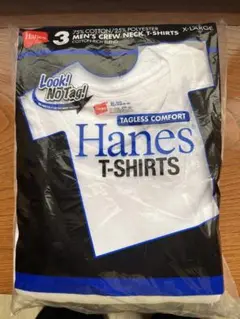 Hanes
3
75% COTTON/25% POLYESTER
MEN'S CREW NECK T-SHIRTS
X-LARGE
Look!
No Tag!
TAGLESS COMFORT
Hanes
T-SHIRTS